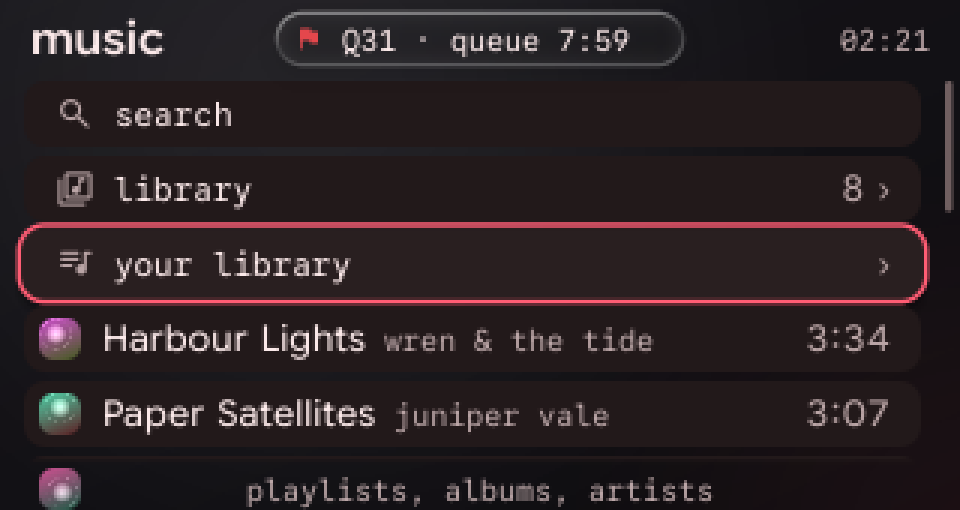 music
Q31 · queue 7:59
02:21
search
library 8 ›
your library ›
Harbour Lights wren & the tide 3:34
Paper Satellites juniper vale 3:07
playlists, albums, artists